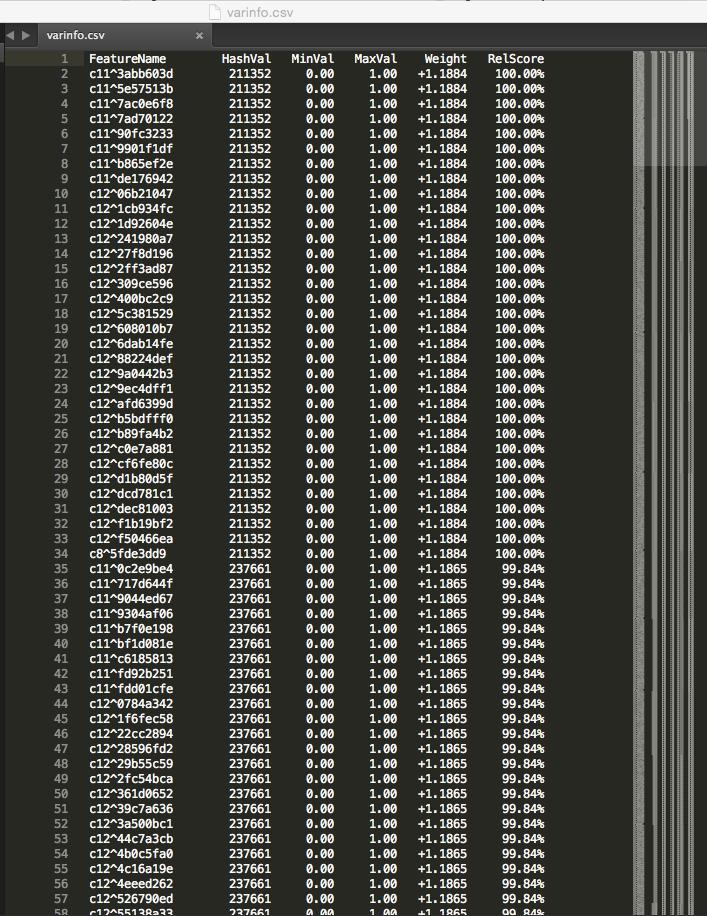 varinfo.csv
varinfo.csv ×
1 FeatureName HashVal MinVal MaxVal Weight RelScore
2 c11^3abb603d 211352 0.00 1.00 +1.1884 100.00%
3 c11^5e57513b 211352 0.00 1.00 +1.1884 100.00%
4 c11^7ac0e6f8 211352 0.00 1.00 +1.1884 100.00%
5 c11^7ad70122 211352 0.00 1.00 +1.1884 100.00%
6 c11^90fc3233 211352 0.00 1.00 +1.1884 100.00%
7 c11^9901f1df 211352 0.00 1.00 +1.1884 100.00%
8 c11^b865ef2e 211352 0.00 1.00 +1.1884 100.00%
9 c11^de176942 211352 0.00 1.00 +1.1884 100.00%
10 c12^06b21047 211352 0.00 1.00 +1.1884 100.00%
11 c12^1cb934fc 211352 0.00 1.00 +1.1884 100.00%
12 c12^1d92604e 211352 0.00 1.00 +1.1884 100.00%
13 c12^241980a7 211352 0.00 1.00 +1.1884 100.00%
14 c12^27f8d196 211352 0.00 1.00 +1.1884 100.00%
15 c12^2ff3ad87 211352 0.00 1.00 +1.1884 100.00%
16 c12^309ce596 211352 0.00 1.00 +1.1884 100.00%
17 c12^400bc2c9 211352 0.00 1.00 +1.1884 100.00%
18 c12^5c381529 211352 0.00 1.00 +1.1884 100.00%
19 c12^608010b7 211352 0.00 1.00 +1.1884 100.00%
20 c12^6dab14fe 211352 0.00 1.00 +1.1884 100.00%
21 c12^88224def 211352 0.00 1.00 +1.1884 100.00%
22 c12^9a0442b3 211352 0.00 1.00 +1.1884 100.00%
23 c12^9ec4dff1 211352 0.00 1.00 +1.1884 100.00%
24 c12^afd6399d 211352 0.00 1.00 +1.1884 100.00%
25 c12^b5bdfff0 211352 0.00 1.00 +1.1884 100.00%
26 c12^b89fa4b2 211352 0.00 1.00 +1.1884 100.00%
27 c12^c0e7a881 211352 0.00 1.00 +1.1884 100.00%
28 c12^cf6fe80c 211352 0.00 1.00 +1.1884 100.00%
29 c12^d1b80d5f 211352 0.00 1.00 +1.1884 100.00%
30 c12^dcd781c1 211352 0.00 1.00 +1.1884 100.00%
31 c12^dec81003 211352 0.00 1.00 +1.1884 100.00%
32 c12^f1b19bf2 211352 0.00 1.00 +1.1884 100.00%
33 c12^f50466ea 211352 0.00 1.00 +1.1884 100.00%
34 c8^5fde3dd9 211352 0.00 1.00 +1.1884 100.00%
35 c11^0c2e9be4 237661 0.00 1.00 +1.1865 99.84%
36 c11^717d644f 237661 0.00 1.00 +1.1865 99.84%
37 c11^9044ed67 237661 0.00 1.00 +1.1865 99.84%
38 c11^9304af06 237661 0.00 1.00 +1.1865 99.84%
39 c11^b7f0e198 237661 0.00 1.00 +1.1865 99.84%
40 c11^bf1d081e 237661 0.00 1.00 +1.1865 99.84%
41 c11^c6185813 237661 0.00 1.00 +1.1865 99.84%
42 c11^fd92b251 237661 0.00 1.00 +1.1865 99.84%
43 c11^fdd01cfe 237661 0.00 1.00 +1.1865 99.84%
44 c12^0784a342 237661 0.00 1.00 +1.1865 99.84%
45 c12^1f6fec58 237661 0.00 1.00 +1.1865 99.84%
46 c12^22cc2894 237661 0.00 1.00 +1.1865 99.84%
47 c12^28596fd2 237661 0.00 1.00 +1.1865 99.84%
48 c12^29b55c59 237661 0.00 1.00 +1.1865 99.84%
49 c12^2fc54bca 237661 0.00 1.00 +1.1865 99.84%
50 c12^361d0652 237661 0.00 1.00 +1.1865 99.84%
51 c12^39c7a636 237661 0.00 1.00 +1.1865 99.84%
52 c12^3a500bc1 237661 0.00 1.00 +1.1865 99.84%
53 c12^44c7a3cb 237661 0.00 1.00 +1.1865 99.84%
54 c12^4b0c5fa0 237661 0.00 1.00 +1.1865 99.84%
55 c12^4c16a19e 237661 0.00 1.00 +1.1865 99.84%
56 c12^4eeed262 237661 0.00 1.00 +1.1865 99.84%
57 c12^526790ed 237661 0.00 1.00 +1.1865 99.84%
58 c12^55138a33 237661 0.00 1.00 +1.1865 99.84%